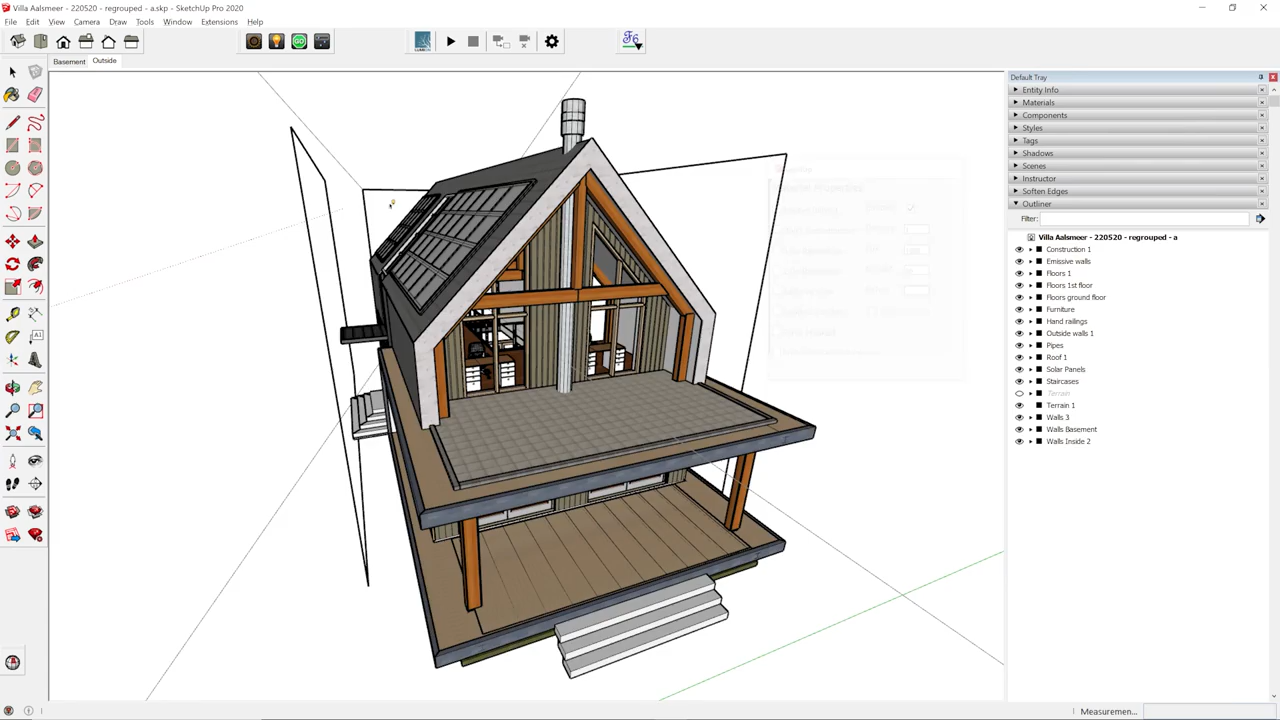 Villa Aalsmeer - 220520 - regrouped - a.skp - SketchUp Pro 2020
File Edit View Camera Draw Tools Window Extensions Help
LUMION
Basement Outside
Default Tray
Entity Info
Materials
Components
Styles
Tags
Shadows
Scenes
Instructor
Soften Edges
Outliner
Filter:
Villa Aalsmeer - 220520 - regrouped - a
Construction 1
Emissive walls
Floors 1
Floors 1st floor
Floors ground floor
Furniture
Hand railings
Outside walls 1
Pipes
Roof 1
Solar Panels
Staircases
Terrain
Terrain 1
Walls 3
Walls Basement
Walls Inside 2
Measuremen...